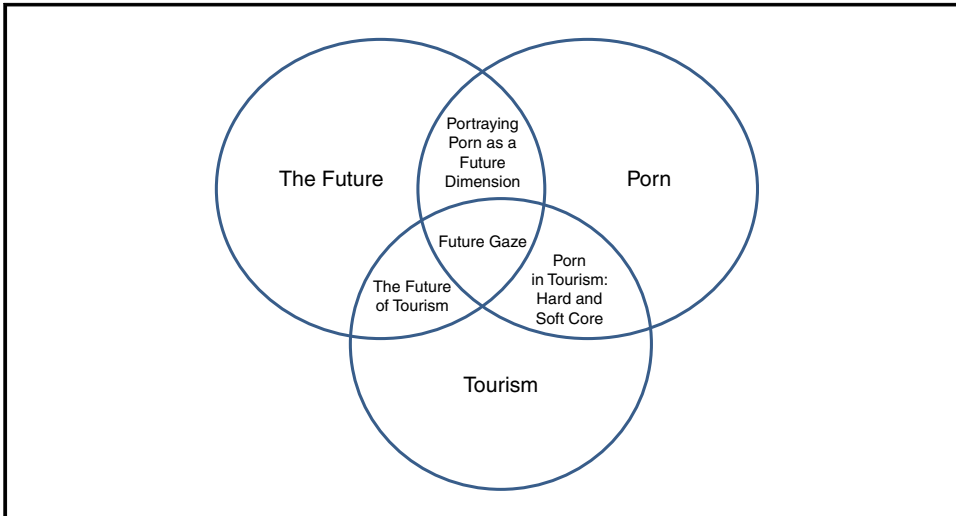 Portraying
Porn as a
Future
Dimension
The Future
Porn
Future Gaze
The Future
of Tourism
Porn
in Tourism:
Hard and
Soft Core
Tourism